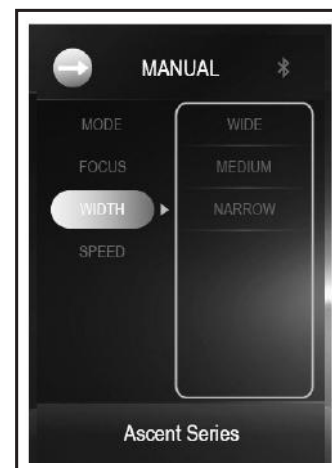 MANUAL
MODE
FOCUS
WIDTH
SPEED
WIDE
MEDIUM
NARROW
Ascent Series